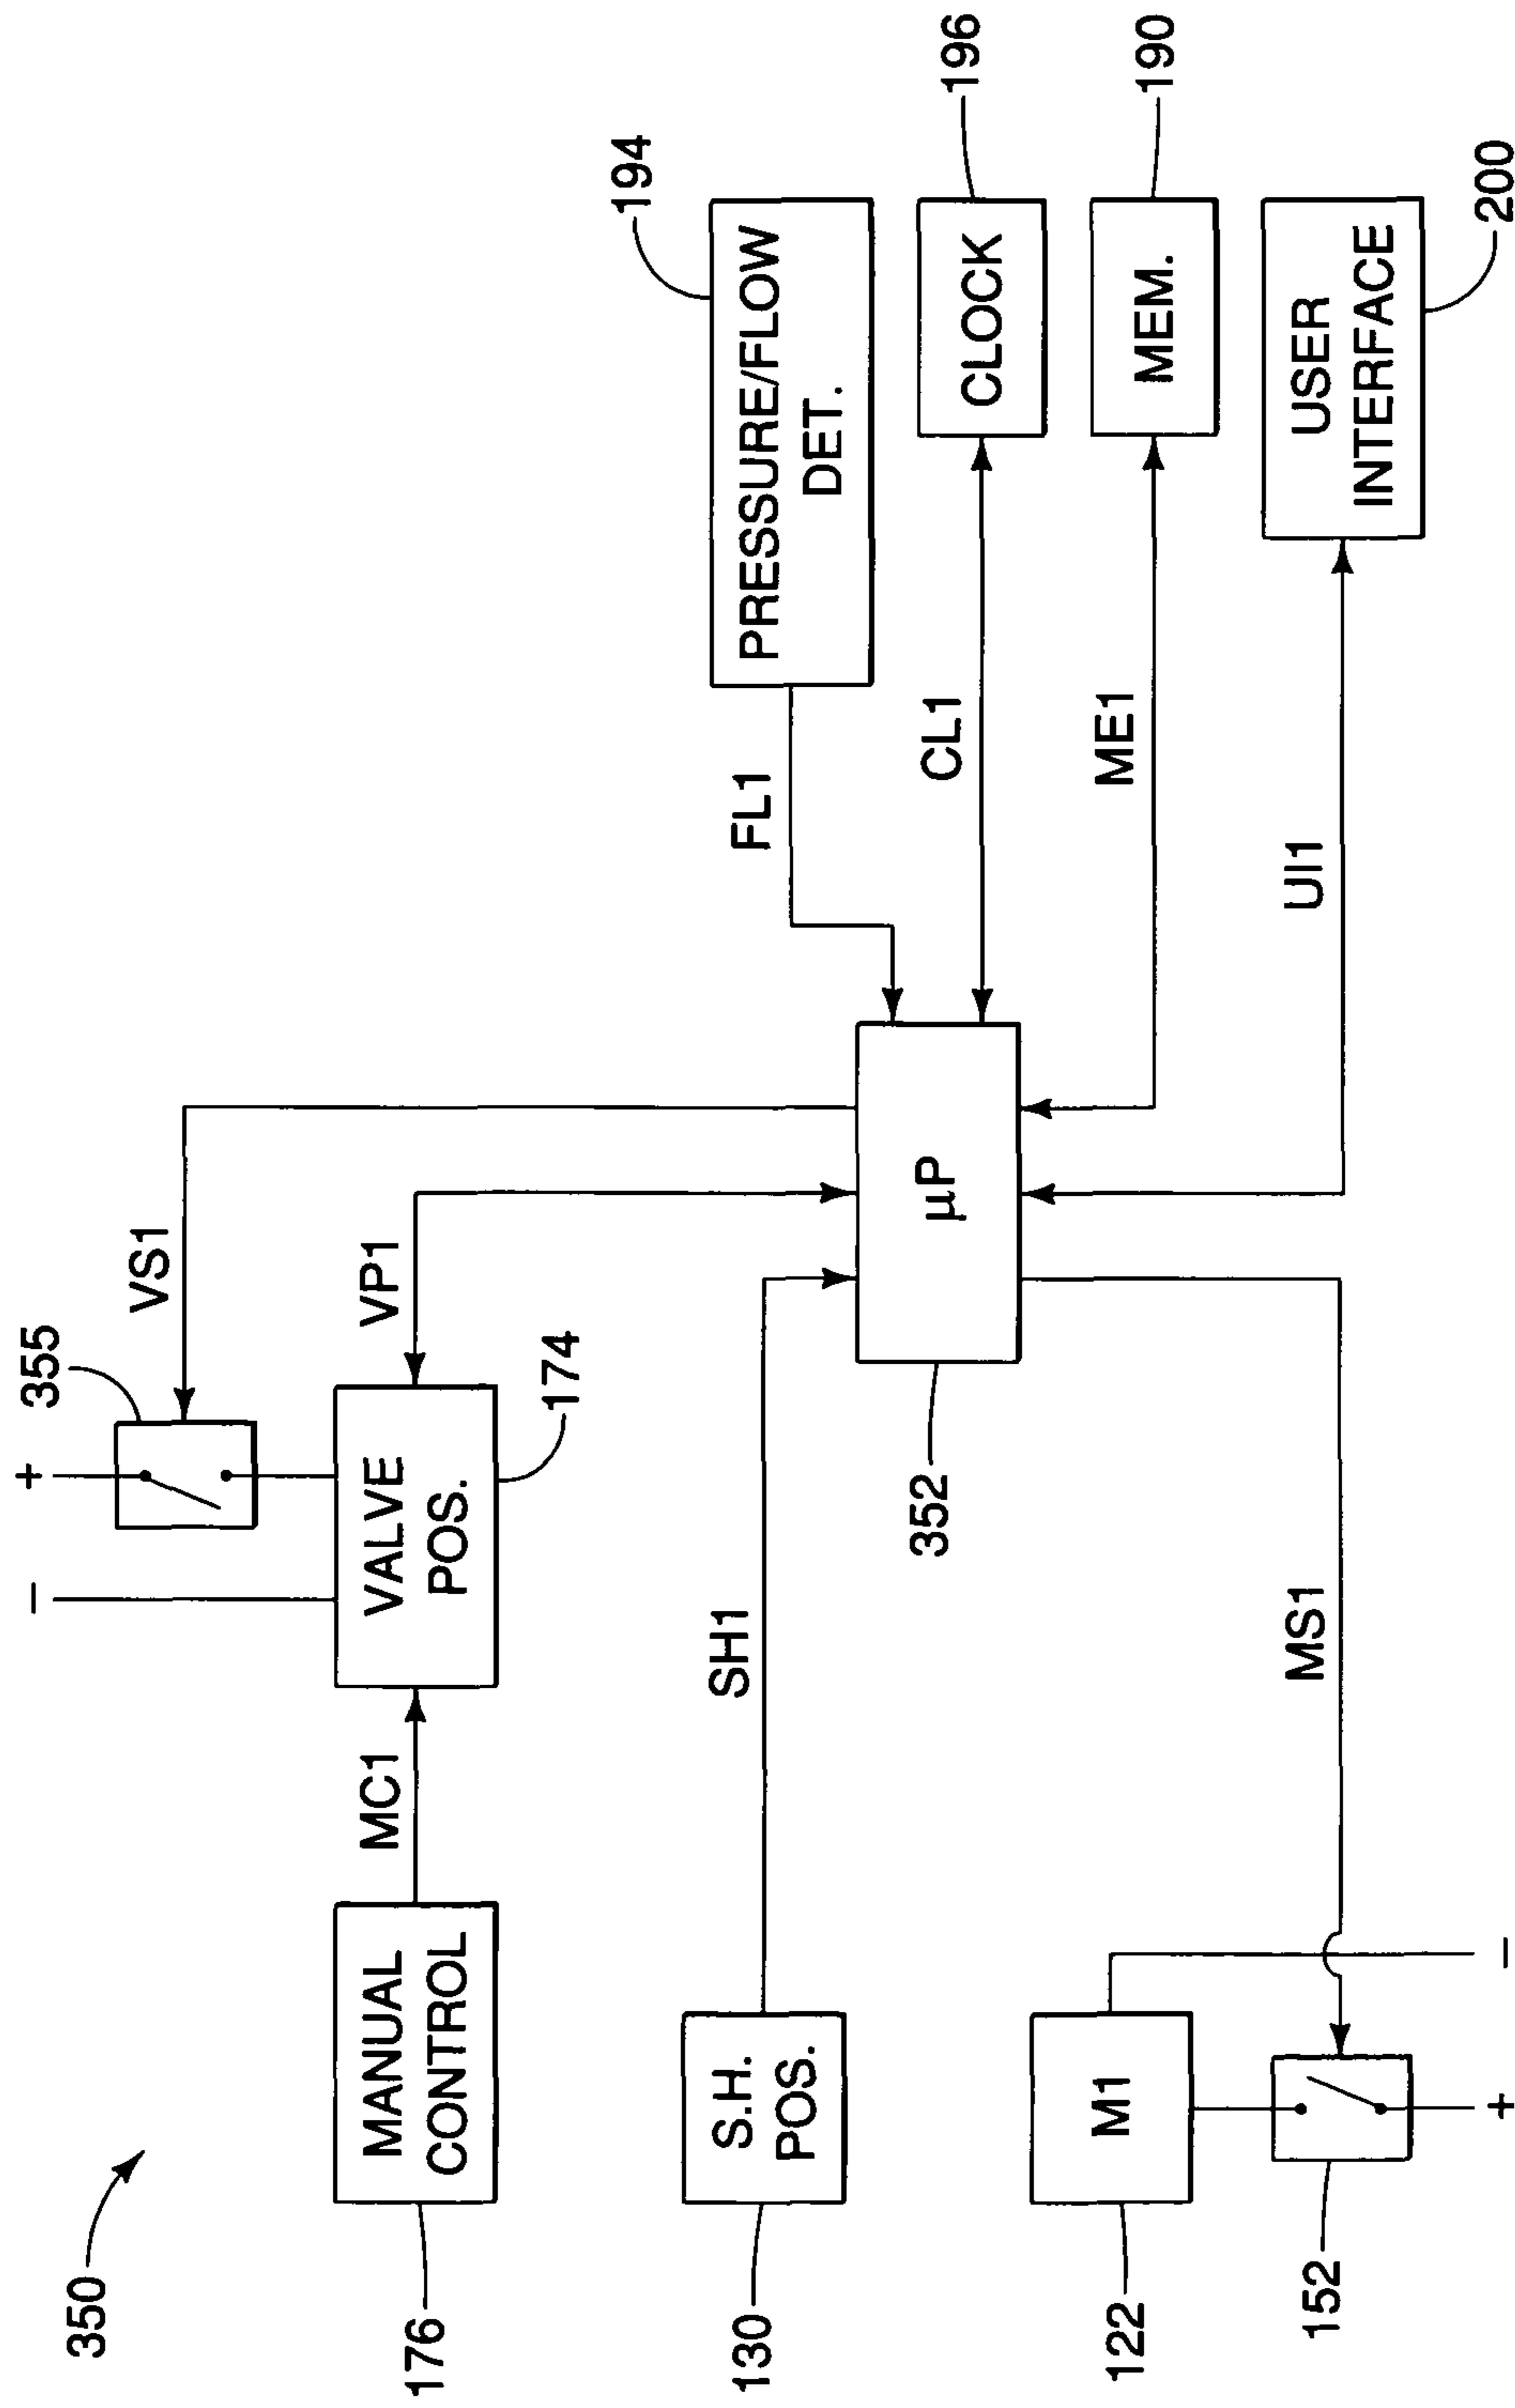 350
176
MANUAL
CONTROL
MC1
−
+
355
VS1
VALVE
POS.
174
VP1
130
S.H.
POS.
SH1
352
μP
FL1
194
PRESSURE/FLOW
DET.
CL1
CLOCK
196
ME1
MEM.
190
UI1
USER
INTERFACE
200
122
M1
152
MS1
+
−